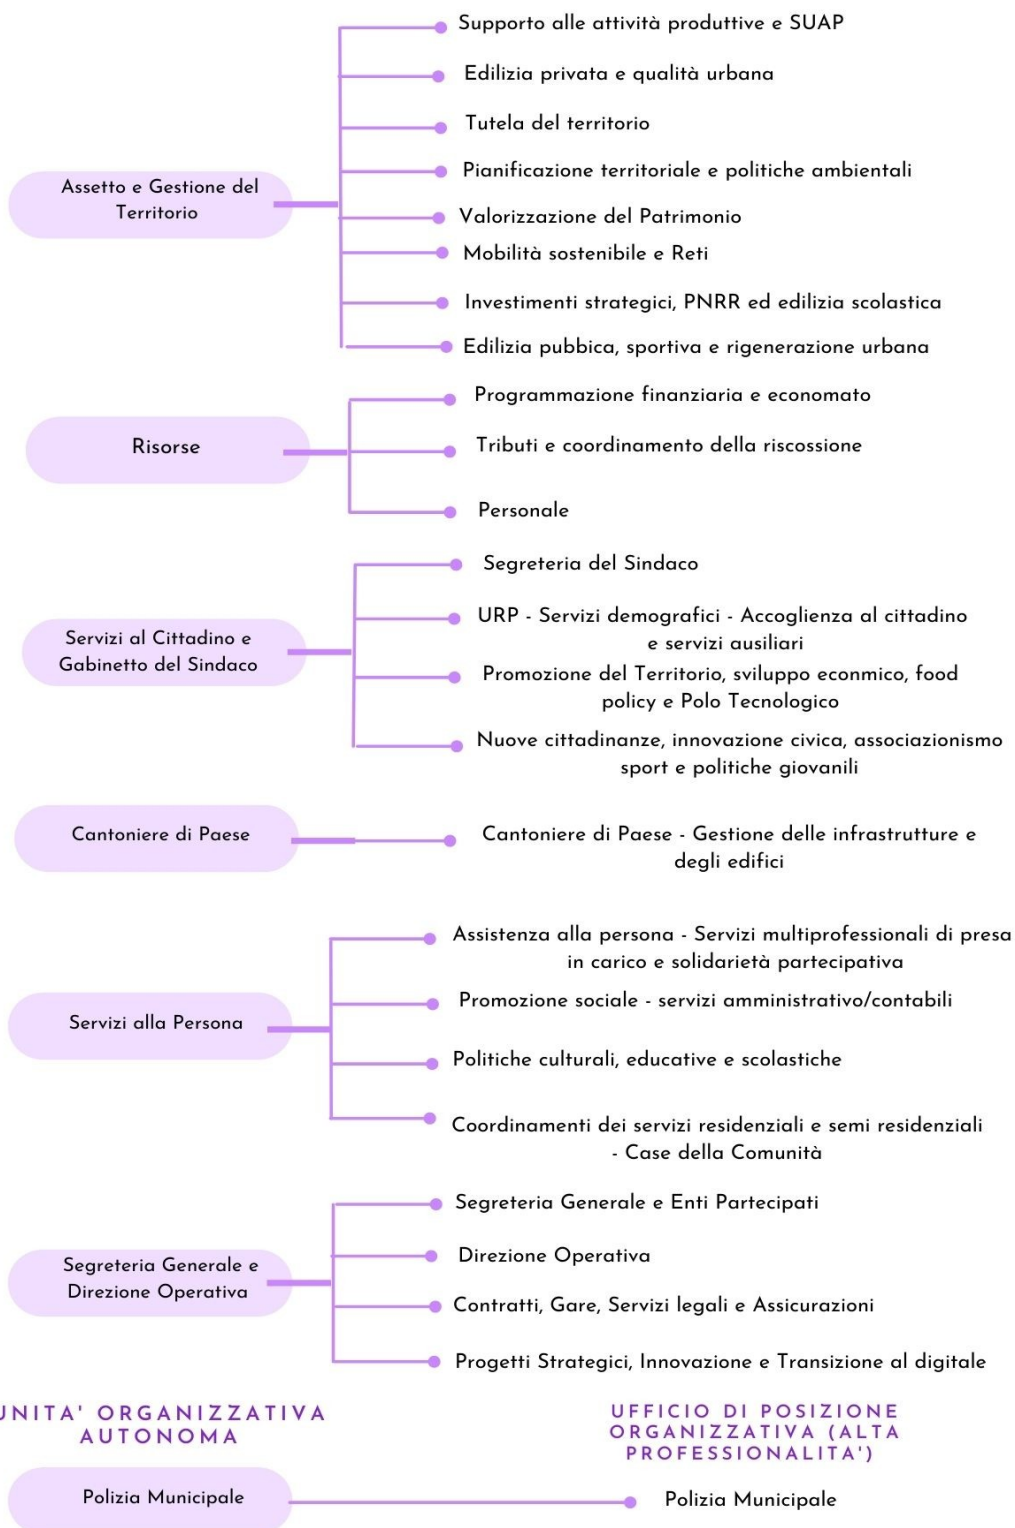 Supporto alle attività produttive e SUAP
Edilizia privata e qualità urbana
Tutela del territorio
Pianificazione territoriale e politiche ambientali
Assetto e Gestione del
Territorio
Valorizzazione del Patrimonio
Mobilità sostenibile e Reti
Investimenti strategici, PNRR ed edilizia scolastica
Edilizia pubbica, sportiva e rigenerazione urbana
Programmazione finanziaria e economato
Risorse
Tributi e coordinamento della riscossione
Personale
Segreteria del Sindaco
URP - Servizi demografici - Accoglienza al cittadino
e servizi ausiliari
Servizi al Cittadino e
Gabinetto del Sindaco
Promozione del Territorio, sviluppo econmico, food
policy e Polo Tecnologico
Nuove cittadinanze, innovazione civica, associazionismo
sport e politiche giovanili
Cantoniere di Paese
Cantoniere di Paese - Gestione delle infrastrutture e
degli edifici
Assistenza alla persona - Servizi multiprofessionali di presa
in carico e solidarietà partecipativa
Promozione sociale - servizi amministrativo/contabili
Servizi alla Persona
Politiche culturali, educative e scolastiche
Coordinamenti dei servizi residenziali e semi residenziali
- Case della Comunità
Segreteria Generale e Enti Partecipati
Direzione Operativa
Segreteria Generale e
Direzione Operativa
Contratti, Gare, Servizi legali e Assicurazioni
Progetti Strategici, Innovazione e Transizione al digitale
UNITA' ORGANIZZATIVA
AUTONOMA
UFFICIO DI POSIZIONE
ORGANIZZATIVA (ALTA
PROFESSIONALITA')
Polizia Municipale
Polizia Municipale